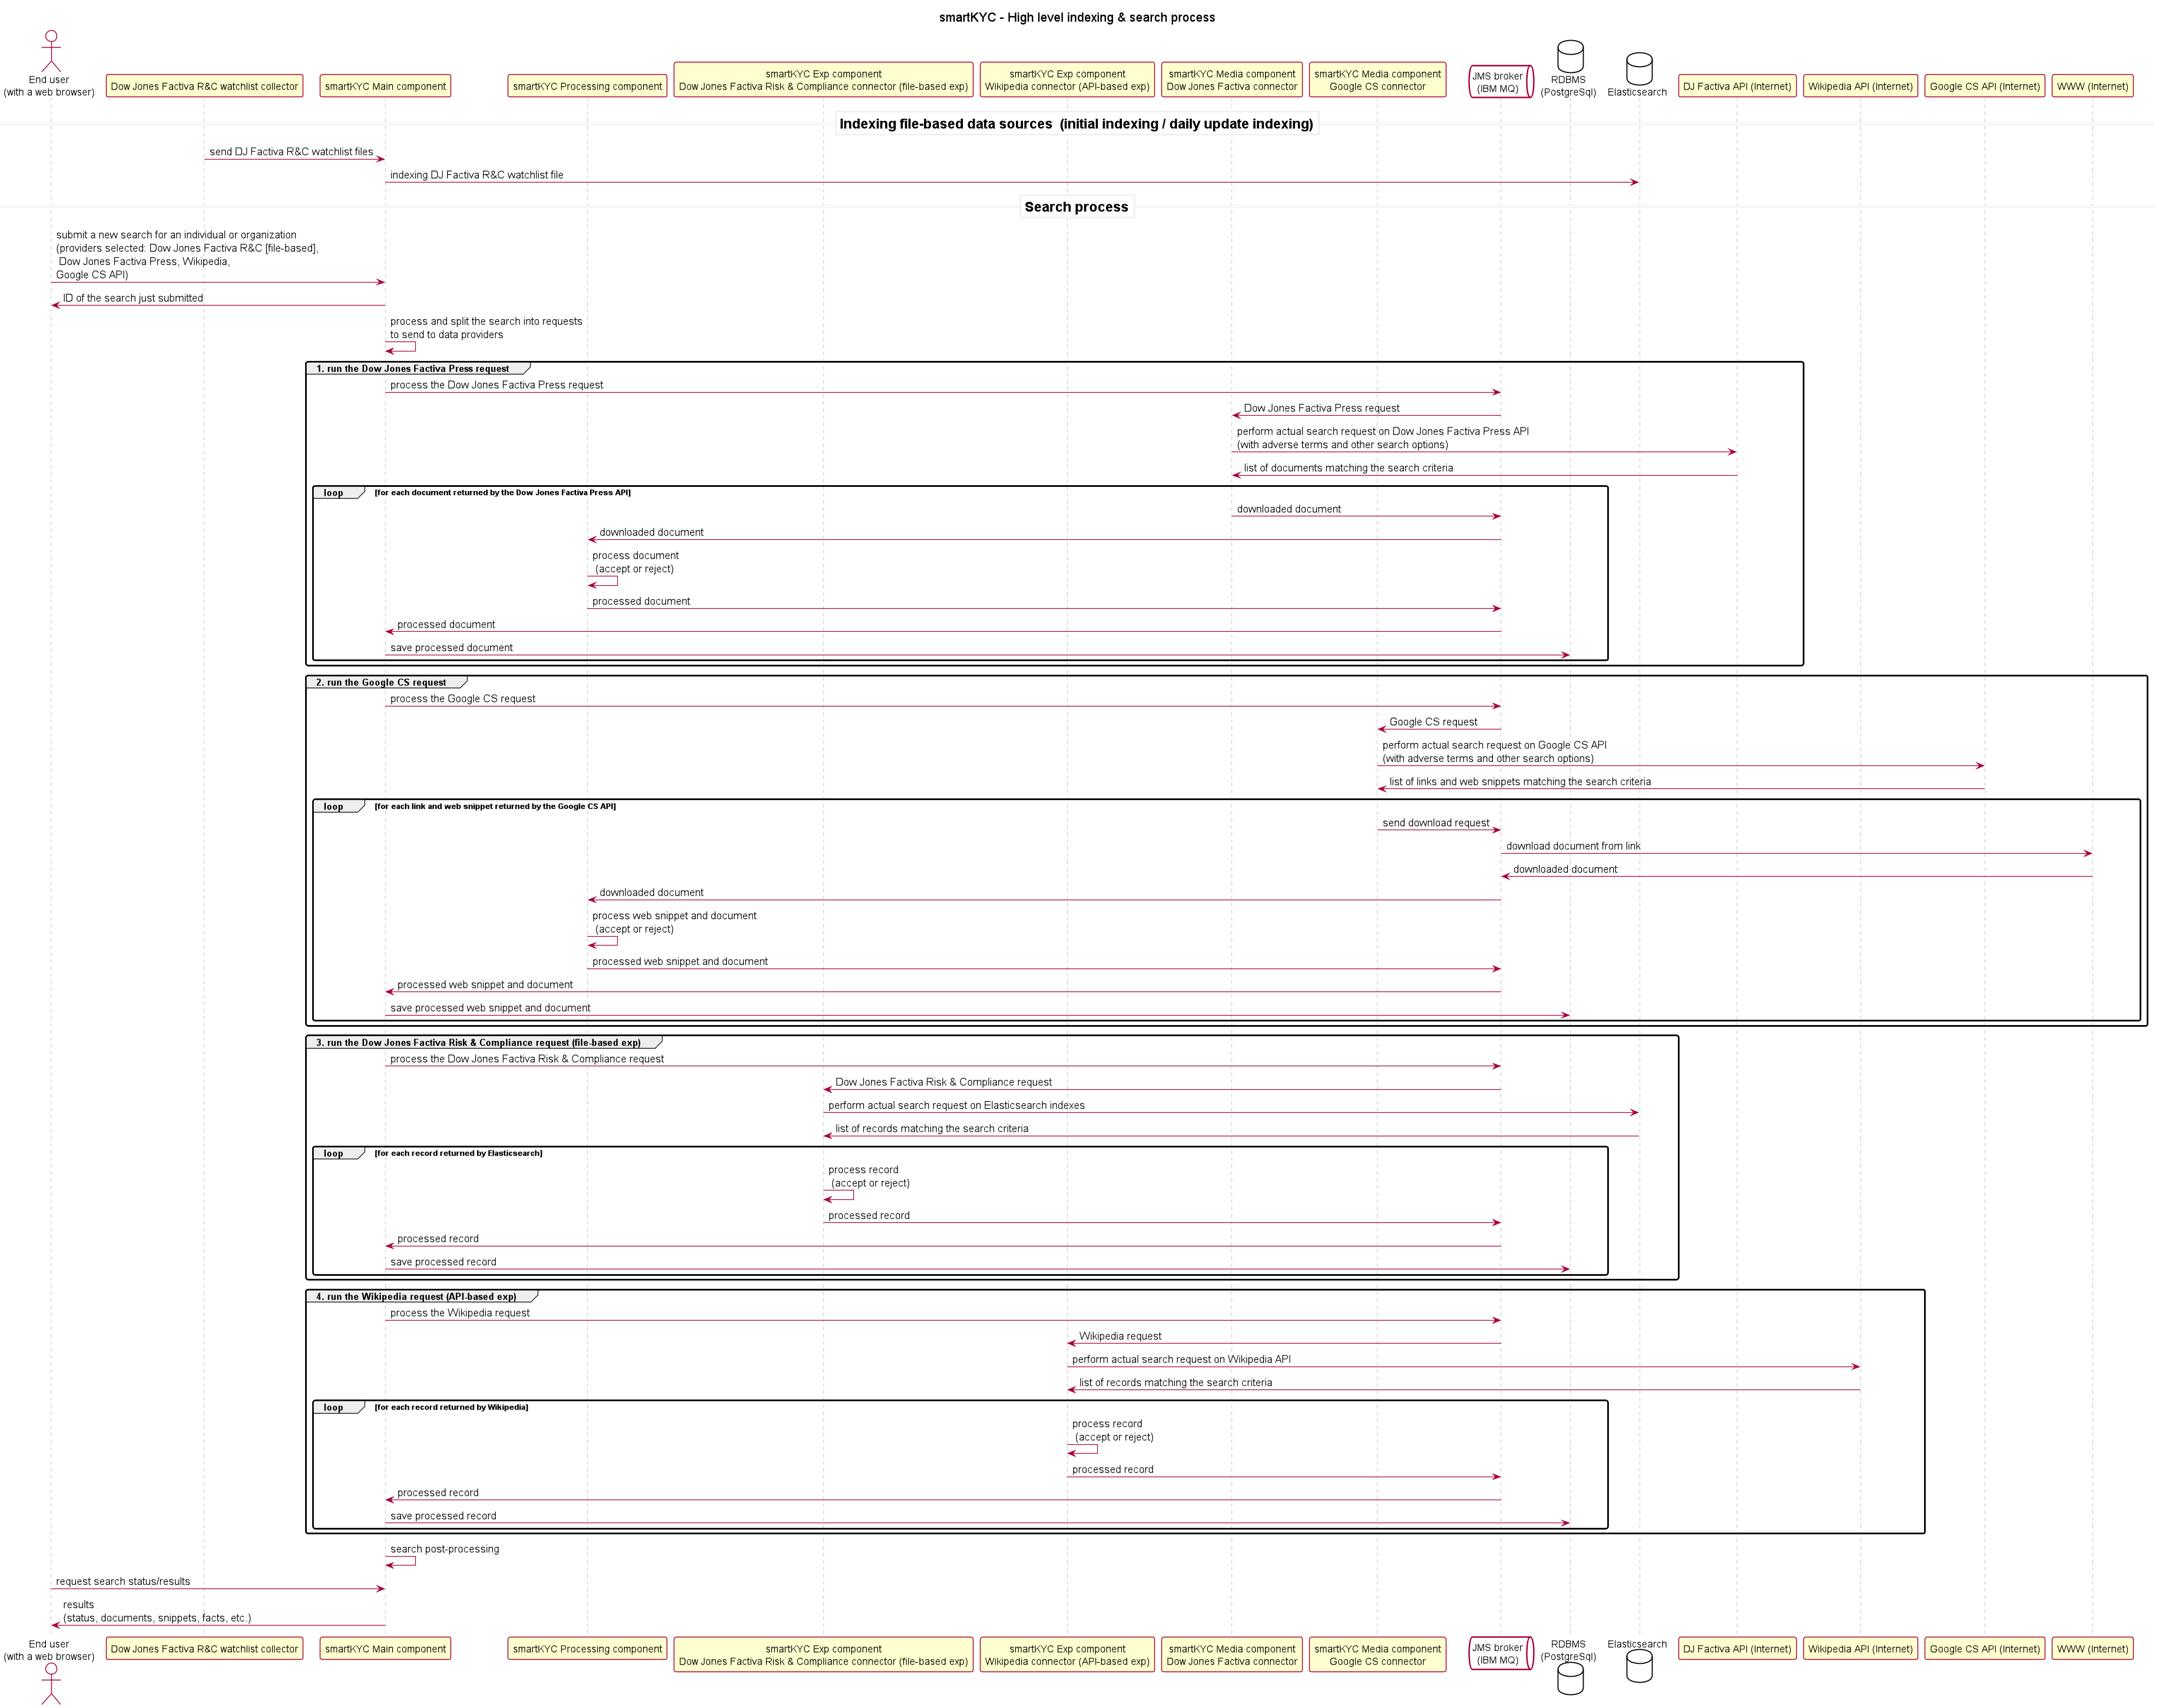 smartKYC - High level indexing & search process
End user
(with a web browser)
Dow Jones Factiva R&C watchlist collector
smartKYC Main component
smartKYC Processing component
smartKYC Exp component
Dow Jones Factiva Risk & Compliance connector (file-based exp)
smartKYC Exp component
Wikipedia connector (API-based exp)
smartKYC Media component
Dow Jones Factiva connector
smartKYC Media component
Google CS connector
JMS broker
(IBM MQ)
RDBMS
(PostgreSql)
Elasticsearch
DJ Factiva API (Internet)
Wikipedia API (Internet)
Google CS API (Internet)
WWW (Internet)
Indexing file-based data sources (initial indexing / daily update indexing)
send DJ Factiva R&C watchlist files
indexing DJ Factiva R&C watchlist file
Search process
submit a new search for an individual or organization
(providers selected: Dow Jones Factiva R&C [file-based],
Dow Jones Factiva Press, Wikipedia,
Google CS API)
ID of the search just submitted
process and split the search into requests
to send to data providers
1. run the Dow Jones Factiva Press request
process the Dow Jones Factiva Press request
Dow Jones Factiva Press request
perform actual search request on Dow Jones Factiva Press API
(with adverse terms and other search options)
list of documents matching the search criteria
loop [for each document returned by the Dow Jones Factiva Press API]
downloaded document
downloaded document
process document
(accept or reject)
processed document
processed document
save processed document
2. run the Google CS request
process the Google CS request
Google CS request
perform actual search request on Google CS API
(with adverse terms and other search options)
list of links and web snippets matching the search criteria
loop [for each link and web snippet returned by the Google CS API]
send download request
download document from link
downloaded document
downloaded document
process web snippet and document
(accept or reject)
processed web snippet and document
processed web snippet and document
save processed web snippet and document
3. run the Dow Jones Factiva Risk & Compliance request (file-based exp)
process the Dow Jones Factiva Risk & Compliance request
Dow Jones Factiva Risk & Compliance request
perform actual search request on Elasticsearch indexes
list of records matching the search criteria
loop [for each record returned by Elasticsearch]
process record
(accept or reject)
processed record
processed record
save processed record
4. run the Wikipedia request (API-based exp)
process the Wikipedia request
Wikipedia request
perform actual search request on Wikipedia API
list of records matching the search criteria
loop [for each record returned by Wikipedia]
process record
(accept or reject)
processed record
processed record
save processed record
search post-processing
request search status/results
results
(status, documents, snippets, facts, etc.)
End user
(with a web browser)
Dow Jones Factiva R&C watchlist collector
smartKYC Main component
smartKYC Processing component
smartKYC Exp component
Dow Jones Factiva Risk & Compliance connector (file-based exp)
smartKYC Exp component
Wikipedia connector (API-based exp)
smartKYC Media component
Dow Jones Factiva connector
smartKYC Media component
Google CS connector
JMS broker
(IBM MQ)
RDBMS
(PostgreSql)
Elasticsearch
DJ Factiva API (Internet)
Wikipedia API (Internet)
Google CS API (Internet)
WWW (Internet)